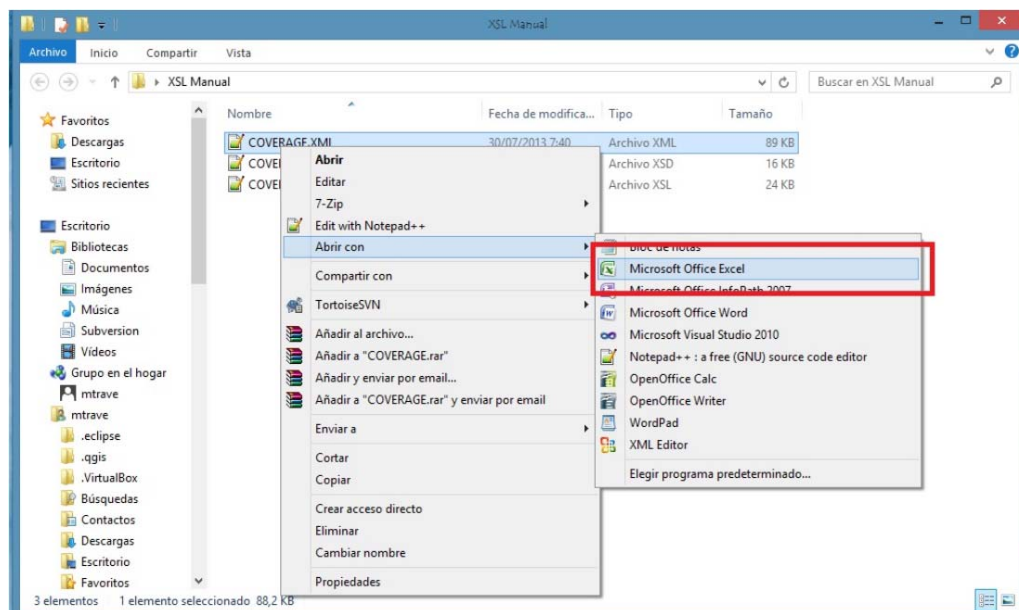 XSL Manual
Archivo Inicio Compartir Vista
XSL Manual Buscar en XSL Manual
Nombre Fecha de modifica... Tipo Tamaño
COVERAGE.XML 30/07/2013 7:40 Archivo XML 89 KB
COVE Archivo XSD 16 KB
COVE Archivo XSL 24 KB
Favoritos
Descargas
Escritorio
Sitios recientes
Escritorio
Bibliotecas
Documentos
Imágenes
Música
Subversion
Vídeos
Grupo en el hogar
mtrave
mtrave
.eclipse
.qgis
.VirtualBox
Búsquedas
Contactos
Descargas
Escritorio
Favoritos
Abrir
Editar
7-Zip
Edit with Notepad++
Abrir con
Compartir con
TortoiseSVN
Añadir al archivo...
Añadir a "COVERAGE.rar"
Añadir y enviar por email...
Añadir a "COVERAGE.rar" y enviar por email
Enviar a
Cortar
Copiar
Crear acceso directo
Eliminar
Cambiar nombre
Propiedades
Bloc de notas
Microsoft Office Excel
Microsoft Office InfoPath 2007
Microsoft Office Word
Microsoft Visual Studio 2010
Notepad++ : a free (GNU) source code editor
OpenOffice Calc
OpenOffice Writer
WordPad
XML Editor
Elegir programa predeterminado...
3 elementos 1 elemento seleccionado 88,2 KB